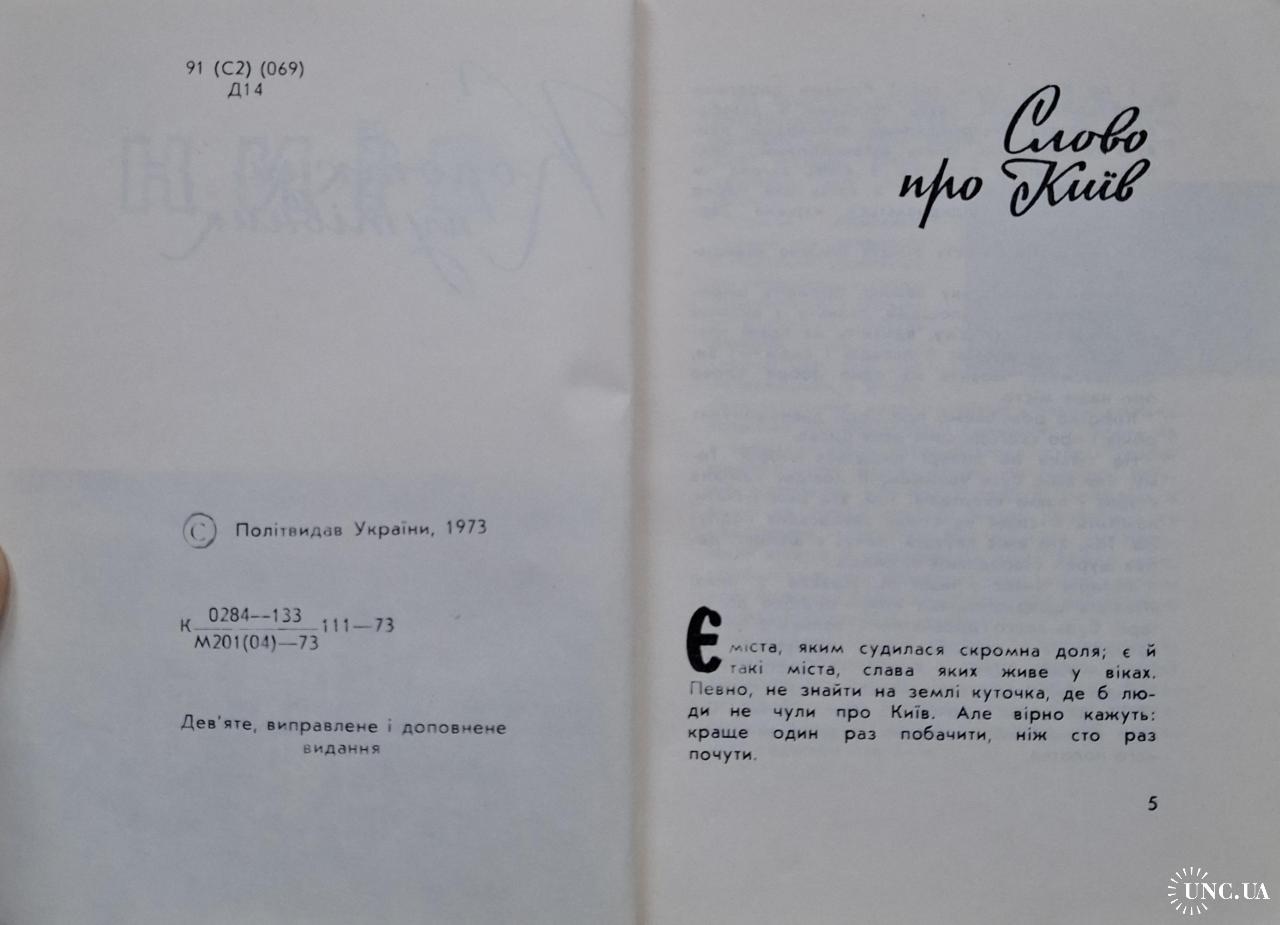 91 (С2) (069)
Д14
© Політвидав України, 1973
К 0284--133 111—73
М201(04)—73
Дев'яте, виправлене і доповнене
видання
Слово
про Київ
Є міста, яким судилася скромна доля; є й
такі міста, слава яких живе у віках.
Певно, не знайти на землі куточка, де б лю-
ди не чули про Київ. Але вірно кажуть:
краще один раз побачити, ніж сто раз
почути.
5
UNC.UA